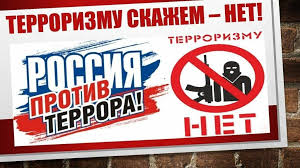 ТЕРРОРИЗМУ СКАЖЕМ – НЕТ!
РОССИЯ
ПРОТИВ
ТЕРРОРА!
ТЕРРОРИЗМУ
НЕТ